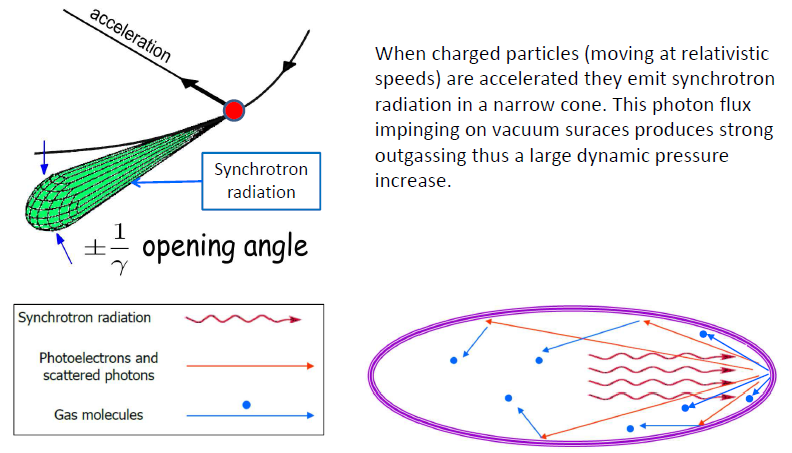 acceleration
Synchrotron
radiation
± 1/γ opening angle
When charged particles (moving at relativistic
speeds) are accelerated they emit synchrotron
radiation in a narrow cone. This photon flux
impinging on vacuum suraces produces strong
outgassing thus a large dynamic pressure
increase.
Synchrotron radiation
Photoelectrons and
scattered photons
Gas molecules